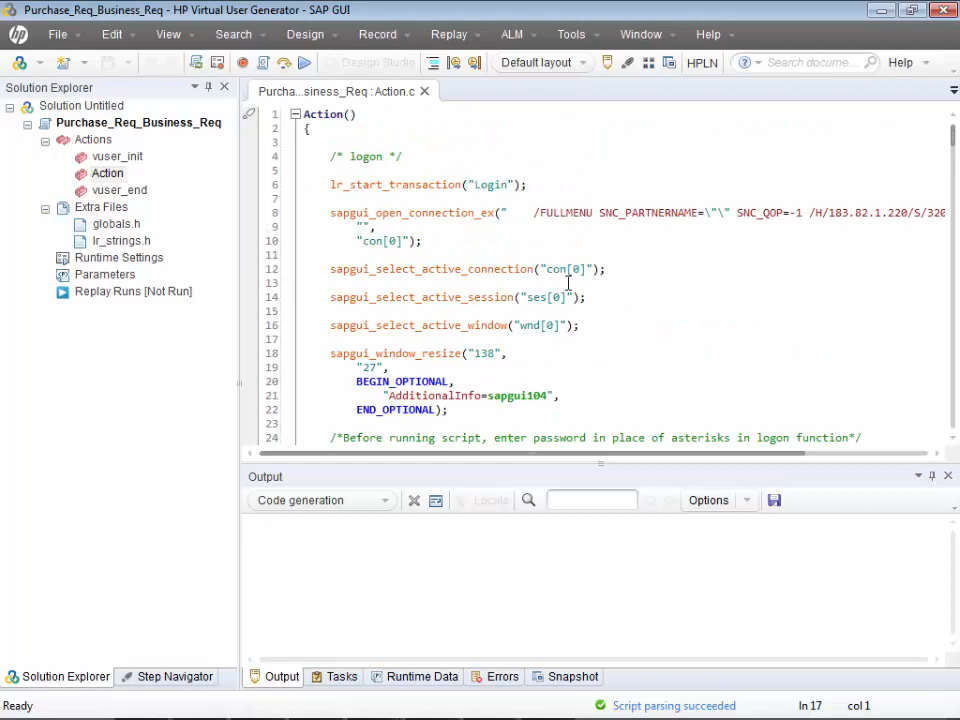 Purchase_Req_Business_Req - HP Virtual User Generator - SAP GUI
hp File Edit View Search Design Record Replay ALM Tools Window Help
Design Studio Default layout HPLN Search docume... Help
Solution Explorer
Solution Untitled
Purchase_Req_Business_Req
Actions
vuser_init
Action
vuser_end
Extra Files
globals.h
lr_strings.h
Runtime Settings
Parameters
Replay Runs [Not Run]
Purcha...siness_Req : Action.c
1 Action()
2 {
3
4 /* logon */
5
6 lr_start_transaction("Login");
7
8 sapgui_open_connection_ex(" /FULLMENU SNC_PARTNERNAME=\"\" SNC_QOP=-1 /H/183.82.1.220/S/320
9 "",
10 "con[0]");
11
12 sapgui_select_active_connection("con[0]");
13
14 sapgui_select_active_session("ses[0]");
15
16 sapgui_select_active_window("wnd[0]");
17
18 sapgui_window_resize("138",
19 "27",
20 BEGIN_OPTIONAL,
21 "AdditionalInfo=sapgui104",
22 END_OPTIONAL);
23
24 /*Before running script, enter password in place of asterisks in logon function*/
Output
Code generation Locate Options
Solution Explorer Step Navigator Output Tasks Runtime Data Errors Snapshot
Ready Script parsing succeeded ln 17 col 1